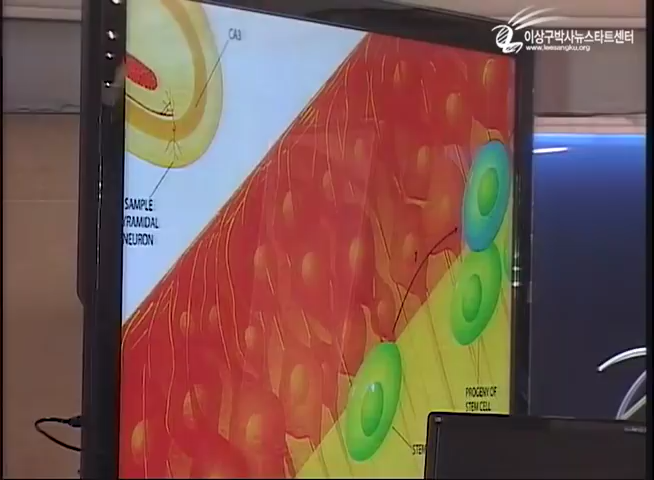 이상구박사뉴스타트센터
www.leesangku.org
CA3
SAMPLE
YRAMIDAL
NEURON
1
PROGENY OF
STEM CELL
STEM